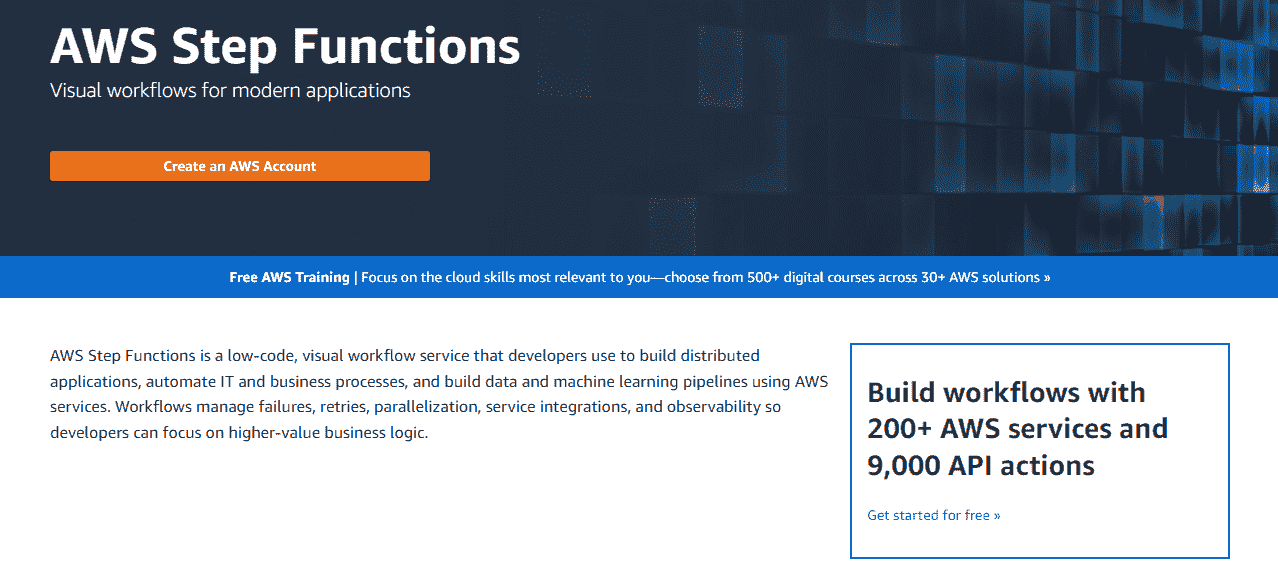 AWS Step Functions
Visual workflows for modern applications
Create an AWS Account
Free AWS Training | Focus on the cloud skills most relevant to you—choose from 500+ digital courses across 30+ AWS solutions »
AWS Step Functions is a low-code, visual workflow service that developers use to build distributed
applications, automate IT and business processes, and build data and machine learning pipelines using AWS
services. Workflows manage failures, retries, parallelization, service integrations, and observability so
developers can focus on higher-value business logic.
Build workflows with
200+ AWS services and
9,000 API actions
Get started for free »